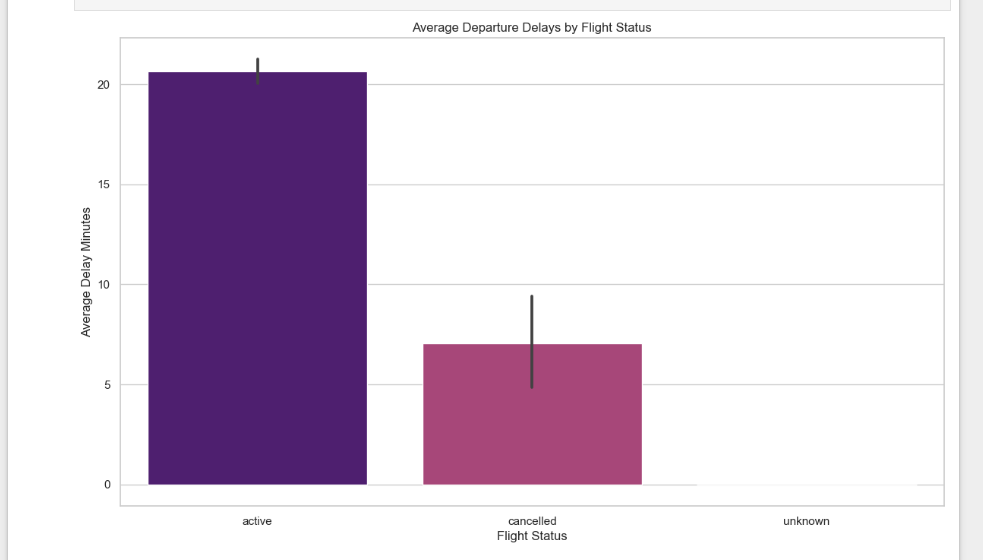 Average Departure Delays by Flight Status
20
15
10
5
0
Average Delay Minutes
active cancelled unknown
Flight Status